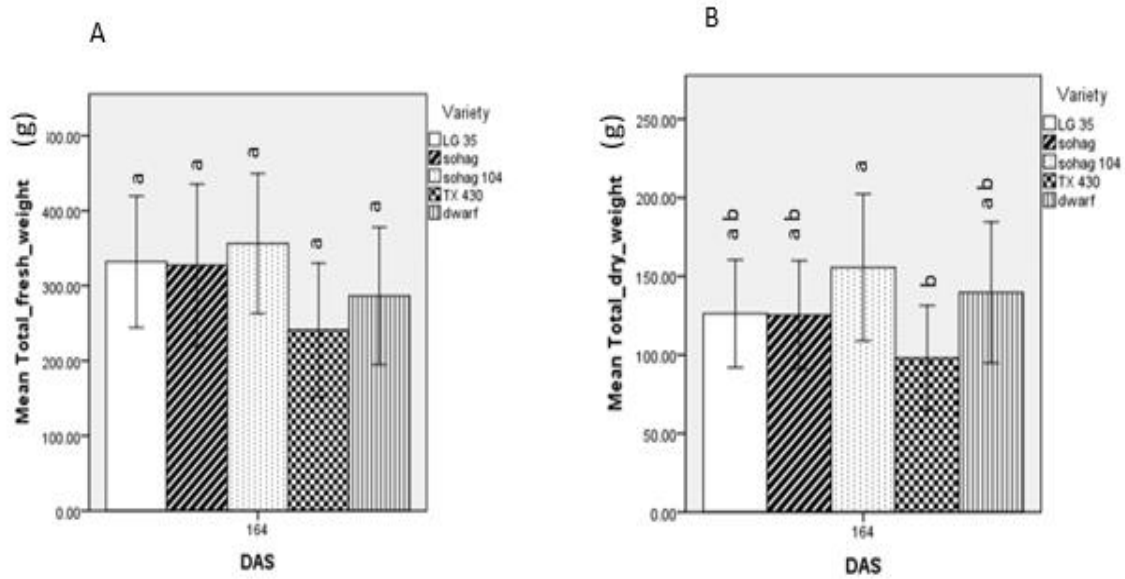 A
(g)
Mean Total_fresh_weight
500.00
400.00
300.00
200.00
100.00
0.00
a
a
a
a
a
164
DAS
Variety
LG 35
sohag
sohag 104
TX 430
dwarf
B
(g)
Mean Total_dry_weight
250.00
200.00
150.00
100.00
50.00
0.00
a b
a b
a
b
a b
164
DAS
Variety
LG 35
sohag
sohag 104
TX 430
dwarf